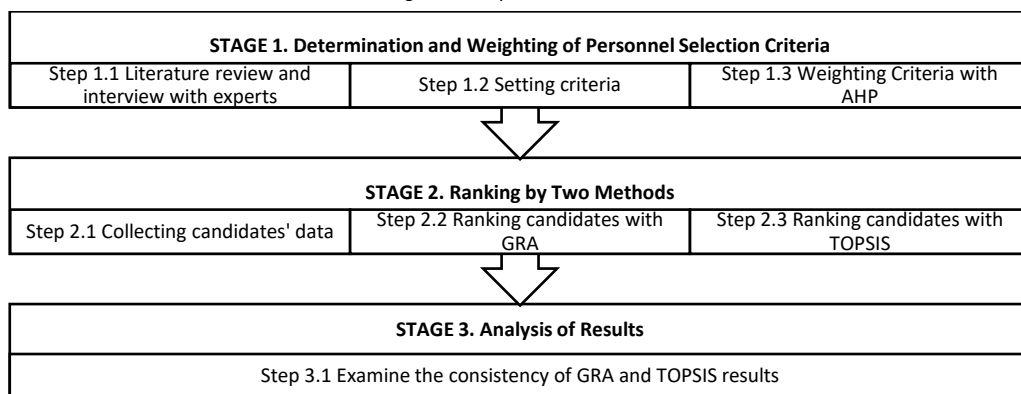 STAGE 1. Determination and Weighting of Personnel Selection Criteria
Step 1.1 Literature review and
interview with experts
Step 1.2 Setting criteria
Step 1.3 Weighting Criteria with
AHP
STAGE 2. Ranking by Two Methods
Step 2.1 Collecting candidates' data
Step 2.2 Ranking candidates with
GRA
Step 2.3 Ranking candidates with
TOPSIS
STAGE 3. Analysis of Results
Step 3.1 Examine the consistency of GRA and TOPSIS results